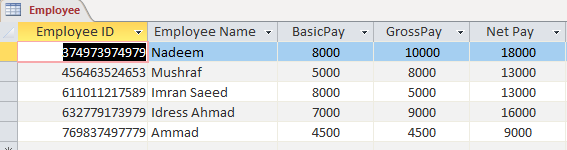 Employee
Employee ID Employee Name BasicPay GrossPay Net Pay
374973974979 Nadeem 8000 10000 18000
456463524653 Mushraf 5000 8000 13000
611011217589 Imran Saeed 8000 5000 13000
632779173979 Idress Ahmad 7000 9000 16000
769837497779 Ammad 4500 4500 9000